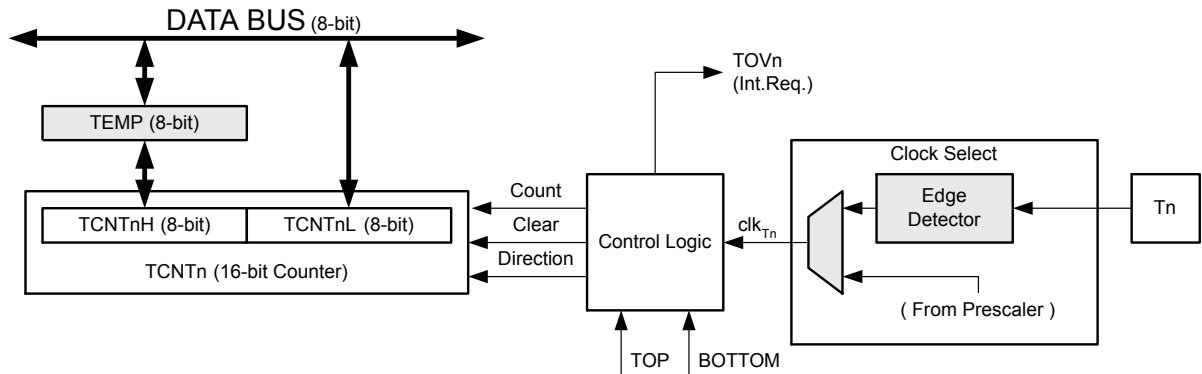 DATA BUS (8-bit)
TEMP (8-bit)
TCNTnH (8-bit)
TCNTnL (8-bit)
TCNTn (16-bit Counter)
Count
Clear
Direction
Control Logic
TOVn
(Int.Req.)
TOP
BOTTOM
clkTn
Clock Select
Edge
Detector
( From Prescaler )
Tn